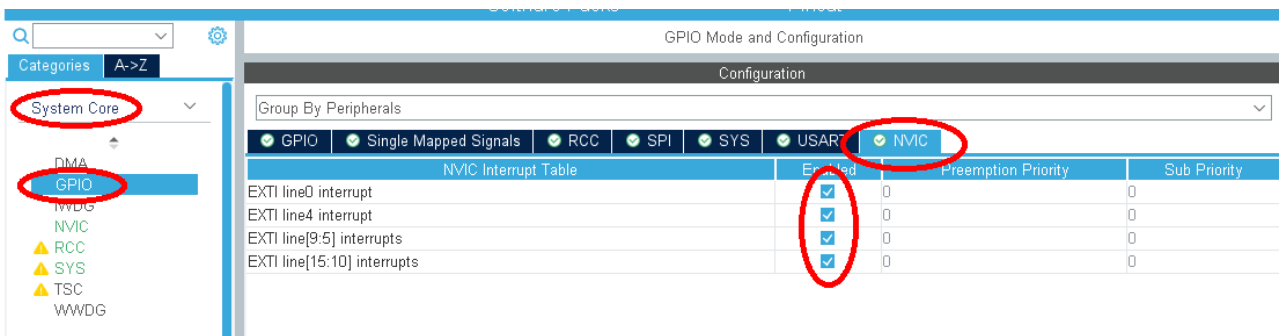 GPIO Mode and Configuration
Categories A->Z
Configuration
System Core
Group By Peripherals
GPIO Single Mapped Signals RCC SPI SYS USART NVIC
NVIC Interrupt Table Enabled Preemption Priority Sub Priority
DMA
GPIO
IWDG
NVIC
RCC
SYS
TSC
WWDG
EXTI line0 interrupt 0 0
EXTI line4 interrupt 0 0
EXTI line[9:5] interrupts 0 0
EXTI line[15:10] interrupts 0 0